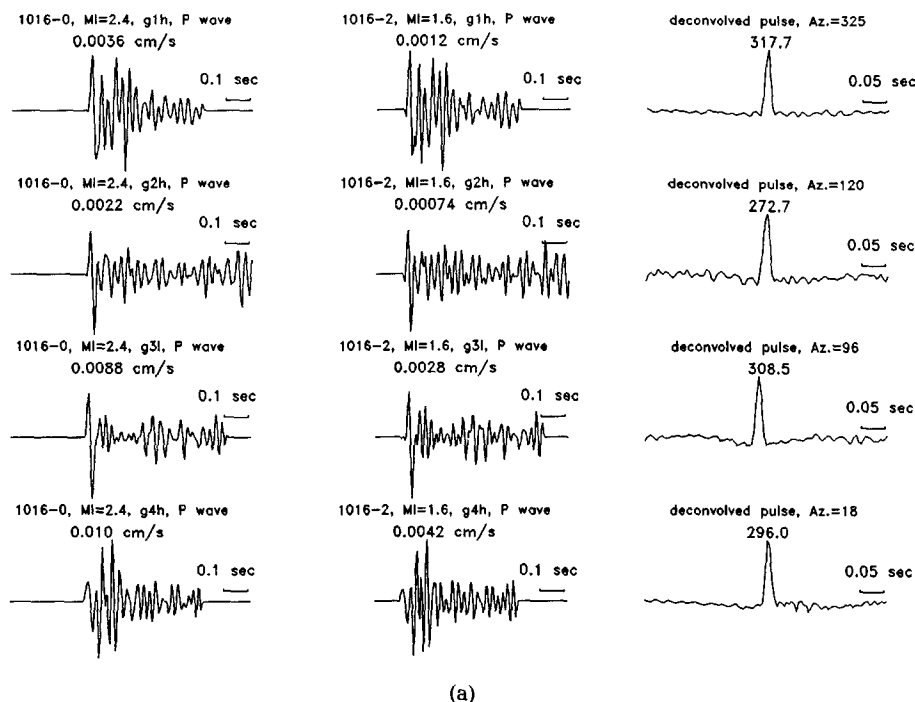 1016-0, Ml=2.4, g1h, P wave
0.0036 cm/s
0.1 sec
1016-2, Ml=1.6, g1h, P wave
0.0012 cm/s
0.1 sec
deconvolved pulse, Az.=325
317.7
0.05 sec
1016-0, Ml=2.4, g2h, P wave
0.0022 cm/s
0.1 sec
1016-2, Ml=1.6, g2h, P wave
0.00074 cm/s
0.1 sec
deconvolved pulse, Az.=120
272.7
0.05 sec
1016-0, Ml=2.4, g3l, P wave
0.0088 cm/s
0.1 sec
1016-2, Ml=1.6, g3l, P wave
0.0028 cm/s
0.1 sec
deconvolved pulse, Az.=96
308.5
0.05 sec
1016-0, Ml=2.4, g4h, P wave
0.010 cm/s
0.1 sec
1016-2, Ml=1.6, g4h, P wave
0.0042 cm/s
0.1 sec
deconvolved pulse, Az.=18
296.0
0.05 sec
(a)